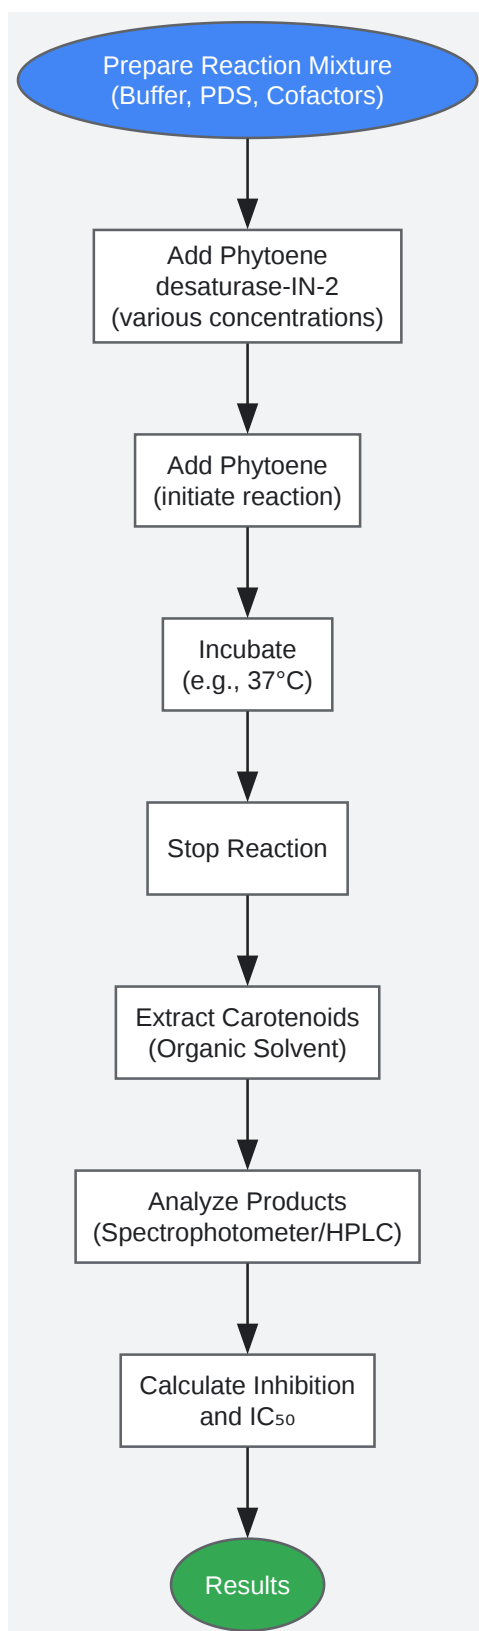 Prepare Reaction Mixture
(Buffer, PDS, Cofactors)
Add Phytoene
desaturase-IN-2
(various concentrations)
Add Phytoene
(initiate reaction)
Incubate
(e.g., 37°C)
Stop Reaction
Extract Carotenoids
(Organic Solvent)
Analyze Products
(Spectrophotometer/HPLC)
Calculate Inhibition
and IC₅₀
Results